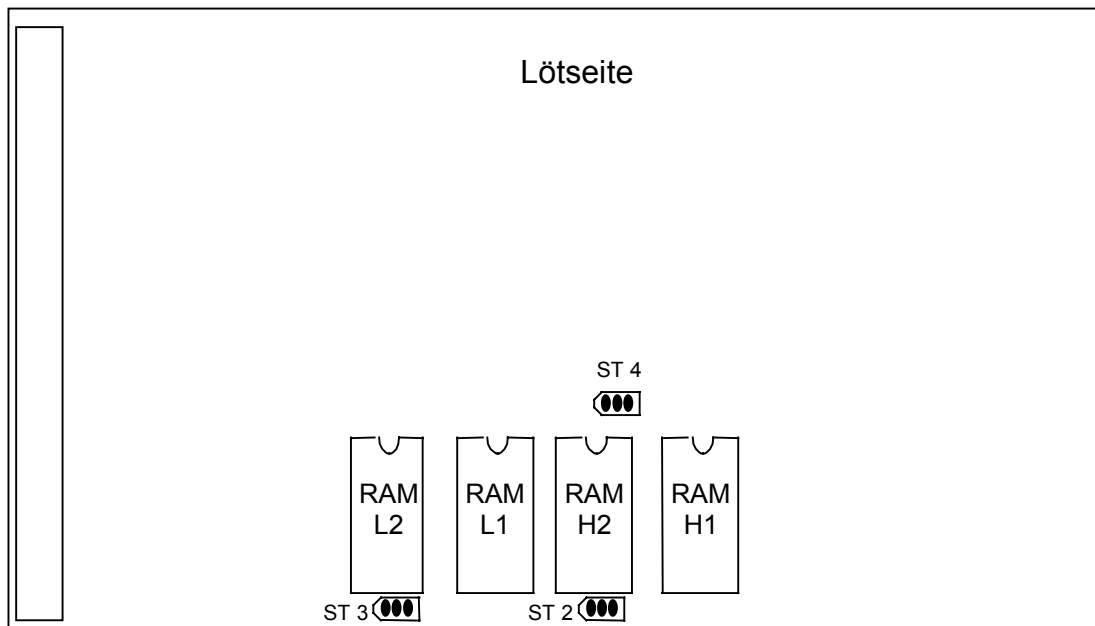 Lötseite
ST 4
RAM
L2
RAM
L1
RAM
H2
RAM
H1
ST 3
ST 2